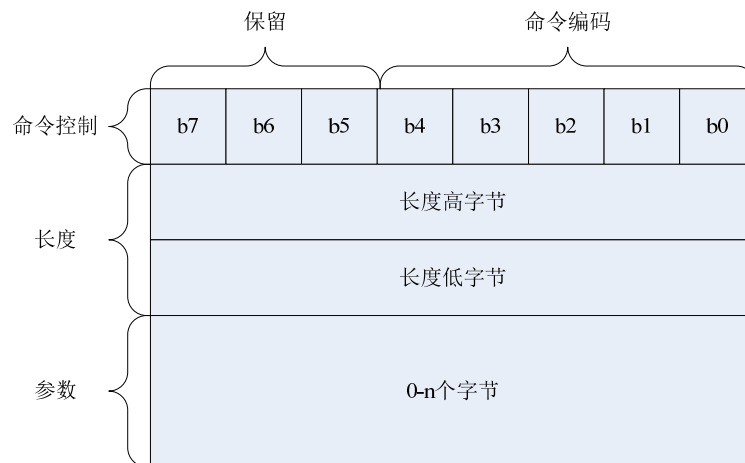 保留 命令编码
命令控制 b7 b6 b5 b4 b3 b2 b1 b0
长度高字节
长度
长度低字节
参数 0-n个字节